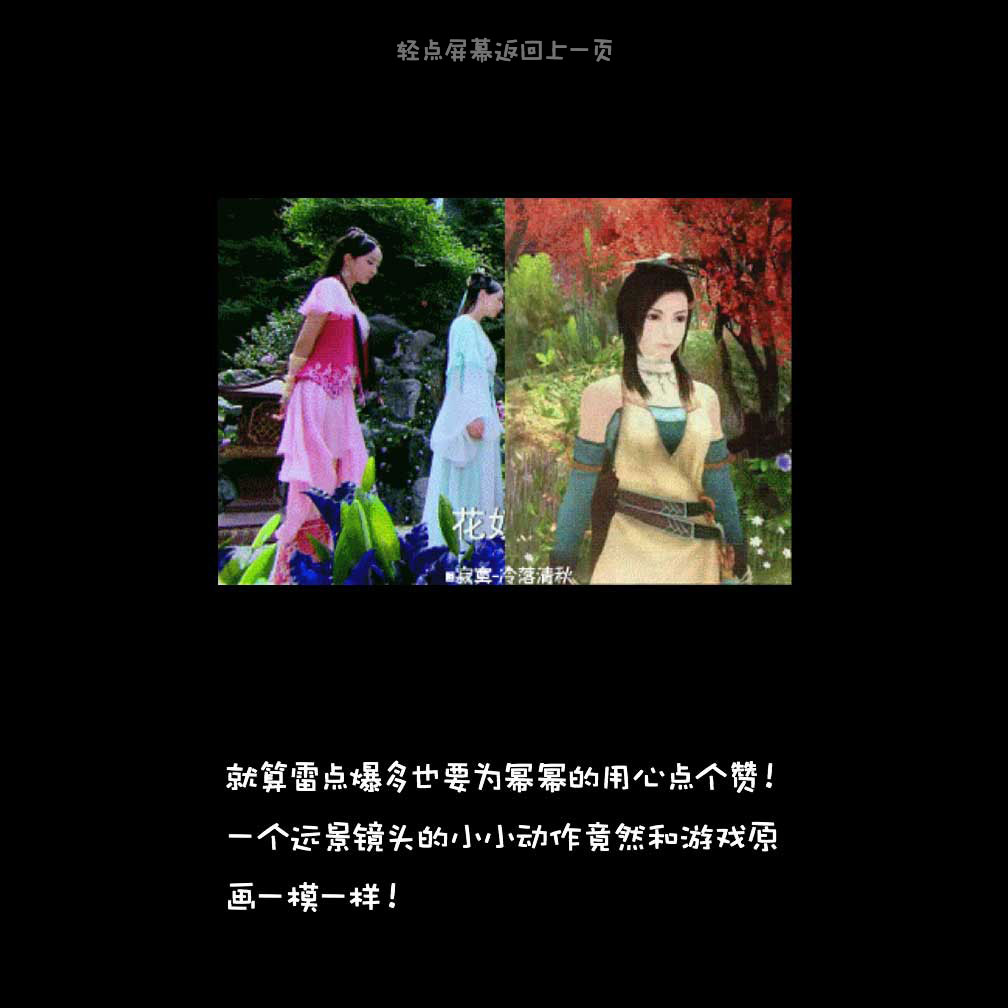 轻点屏幕返回上一页
花
寂寞-冷落清秋
就算雷点爆多也要为幂幂的用心点个赞！
一个远景镜头的小小动作竟然和游戏原
画一模一样！